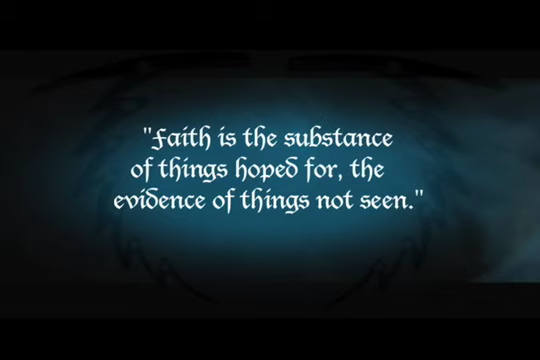 "Faith is the substance
of things hoped for, the
evidence of things not seen."